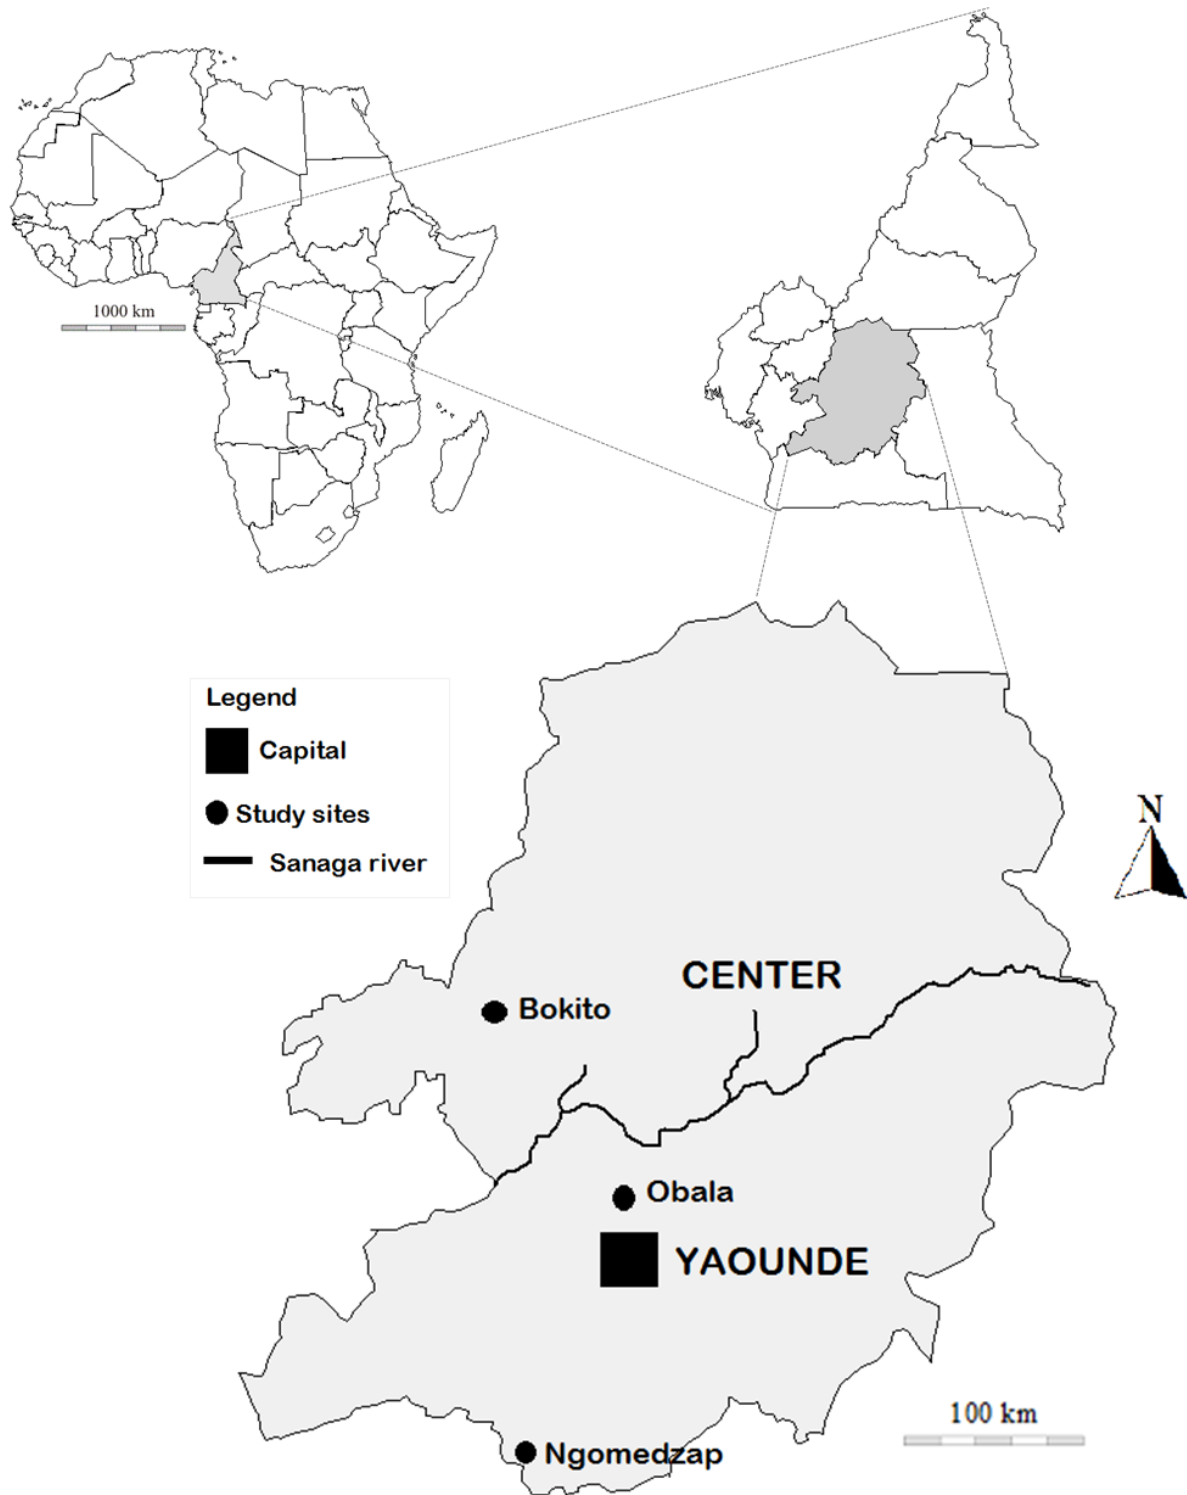 1000 km
Legend
Capital
Study sites
Sanaga river
N
CENTER
Bokito
Obala
YAOUNDE
100 km
Ngomedzap